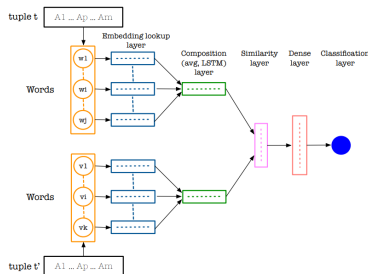 tuple t
A1 ... Ap ... Am
Embedding lookup
layer
Composition
(avg, LSTM)
layer
Similarity
layer
Dense
layer
Classification
layer
Words
w1
wi
wj
Words
v1
vi
vk
tuple t'
A1 ... Ap ... Am